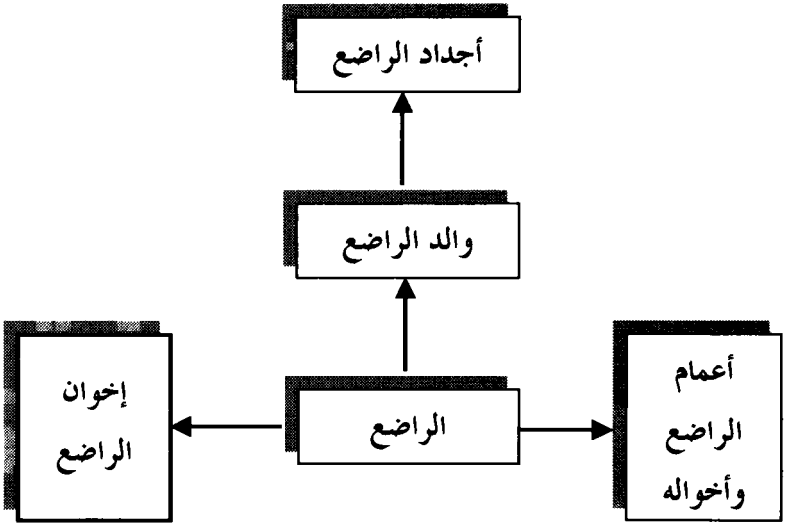 أجداد الراضع
والد الراضع
أعمام
الراضع
وأخواله
الراضع
إخوان
الراضع